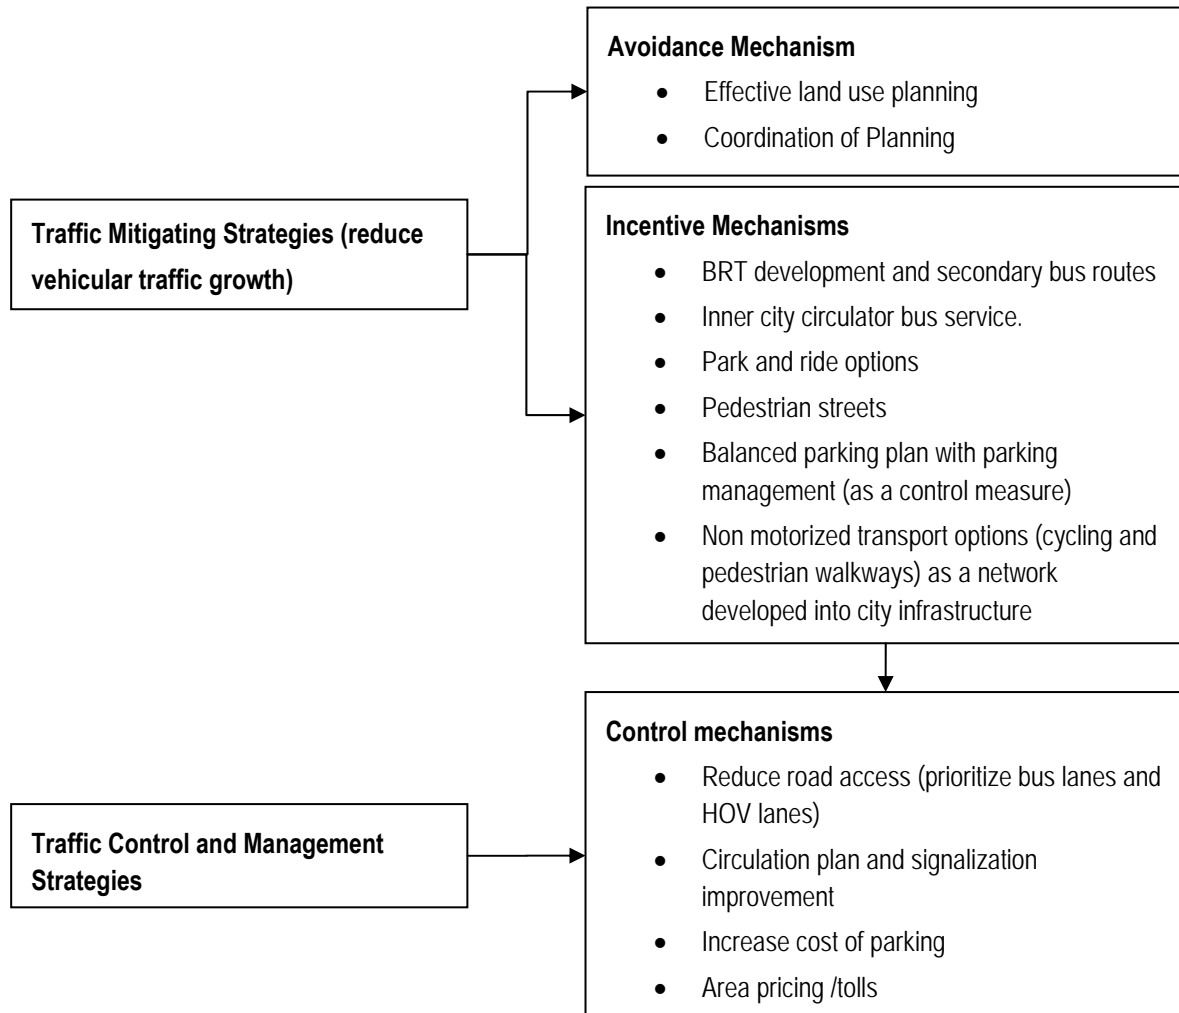 Avoidance Mechanism
• Effective land use planning
• Coordination of Planning
Traffic Mitigating Strategies (reduce
vehicular traffic growth)
Incentive Mechanisms
• BRT development and secondary bus routes
• Inner city circulator bus service.
• Park and ride options
• Pedestrian streets
• Balanced parking plan with parking
management (as a control measure)
• Non motorized transport options (cycling and
pedestrian walkways) as a network
developed into city infrastructure
Traffic Control and Management
Strategies
Control mechanisms
• Reduce road access (prioritize bus lanes and
HOV lanes)
• Circulation plan and signalization
improvement
• Increase cost of parking
• Area pricing /tolls